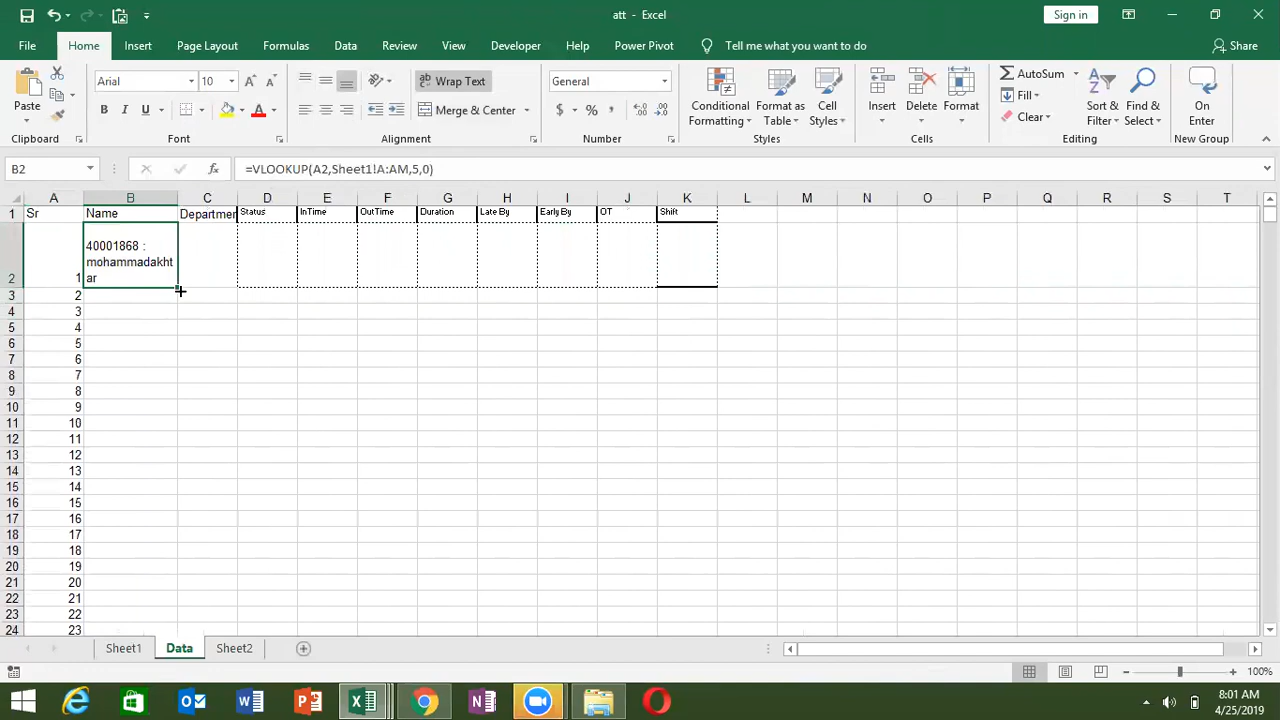 att - Excel
Sign in
File Home Insert Page Layout Formulas Data Review View Developer Help Power Pivot Tell me what you want to do Share
Paste
Clipboard
Arial 10
B I U
Font
Wrap Text
Merge & Center
Alignment
General
$ % ,
Number
Conditional Formatting
Format as Table
Cell Styles
Styles
Insert
Delete
Format
Cells
AutoSum
Fill
Clear
Sort & Filter
Find & Select
Editing
On Enter
New Group
B2 fx =VLOOKUP(A2,Sheet1!A:AM,5,0)
A B C D E F G H I J K L M N O P Q R S T
1 Sr Name Departmer Status InTime OutTime Duration Late By Early By OT Shift
2 1 40001868 :
mohammadakht
ar
3 2
4 3
5 4
6 5
7 6
8 7
9 8
10 9
11 10
12 11
13 12
14 13
15 14
16 15
17 16
18 17
19 18
20 19
21 20
22 21
23 22
24 23
Sheet1 Data Sheet2
100%
8:01 AM
4/25/2019